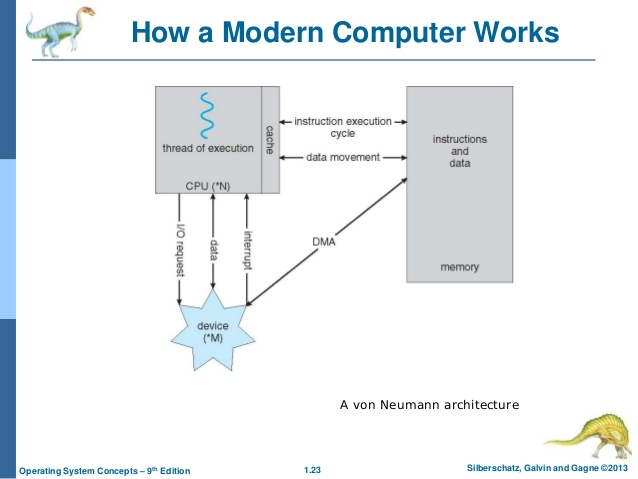 How a Modern Computer Works
thread of execution
cache
CPU (*N)
instruction execution
cycle
data movement
instructions
and
data
memory
I/O request
data
interrupt
DMA
device
(*M)
A von Neumann architecture
Operating System Concepts – 9th Edition
1.23
Silberschatz, Galvin and Gagne ©2013